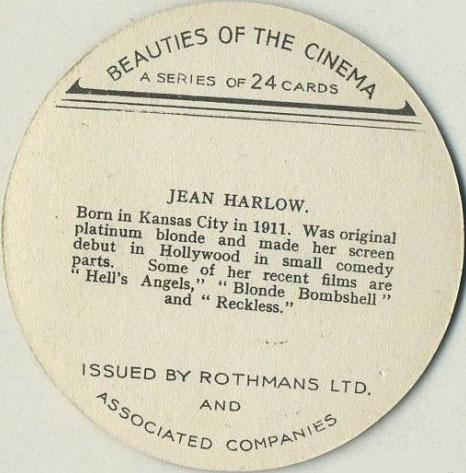 BEAUTIES OF THE CINEMA
A SERIES OF 24 CARDS
JEAN HARLOW.
Born in Kansas City in 1911. Was original
platinum blonde and made her screen
debut in Hollywood in small comedy
parts. Some of her recent films are
“Hell's Angels,” “Blonde Bombshell”
and “Reckless.”
ISSUED BY ROTHMANS LTD.
AND
ASSOCIATED COMPANIES